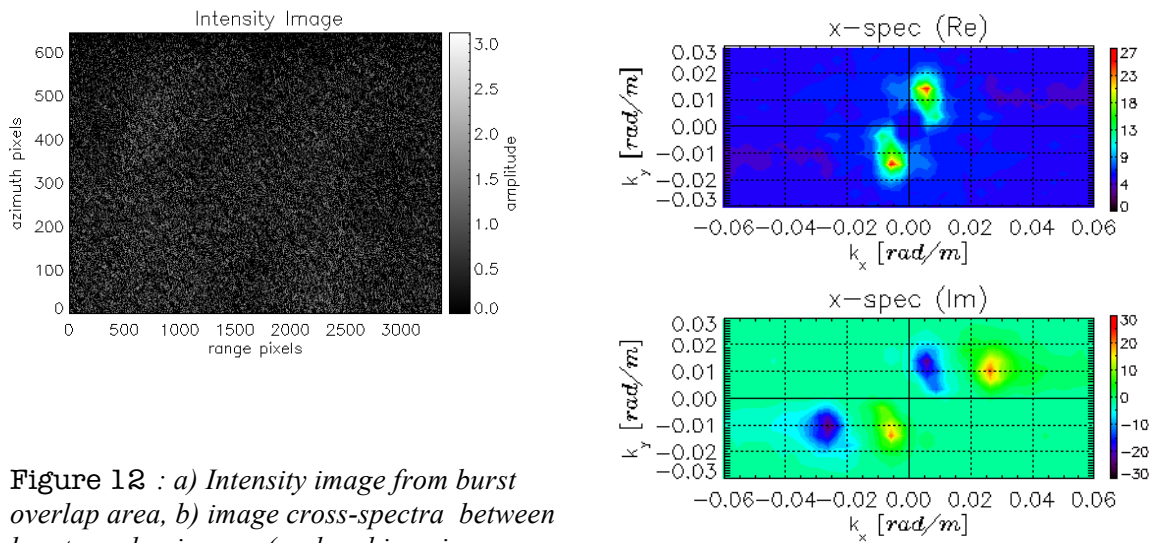 Intensity Image
600
500
400
300
200
100
0
azimuth pixels
0 500 1000 1500 2000 2500 3000
range pixels
3.0
2.5
2.0
1.5
1.0
0.5
0.0
amplitude
x-spec (Re)
0.03
0.02
0.01
0.00
-0.01
-0.02
-0.03
k_y [rad/m]
-0.06-0.04-0.02 0.00 0.02 0.04 0.06
k_x [rad/m]
27
23
18
13
9
4
0
x-spec (Im)
0.03
0.02
0.01
0.00
-0.01
-0.02
-0.03
k_y [rad/m]
-0.06-0.04-0.02 0.00 0.02 0.04 0.06
k_x [rad/m]
30
20
10
0
-10
-20
-30
Figure 12 : a) Intensity image from burst
overlap area, b) image cross-spectra between